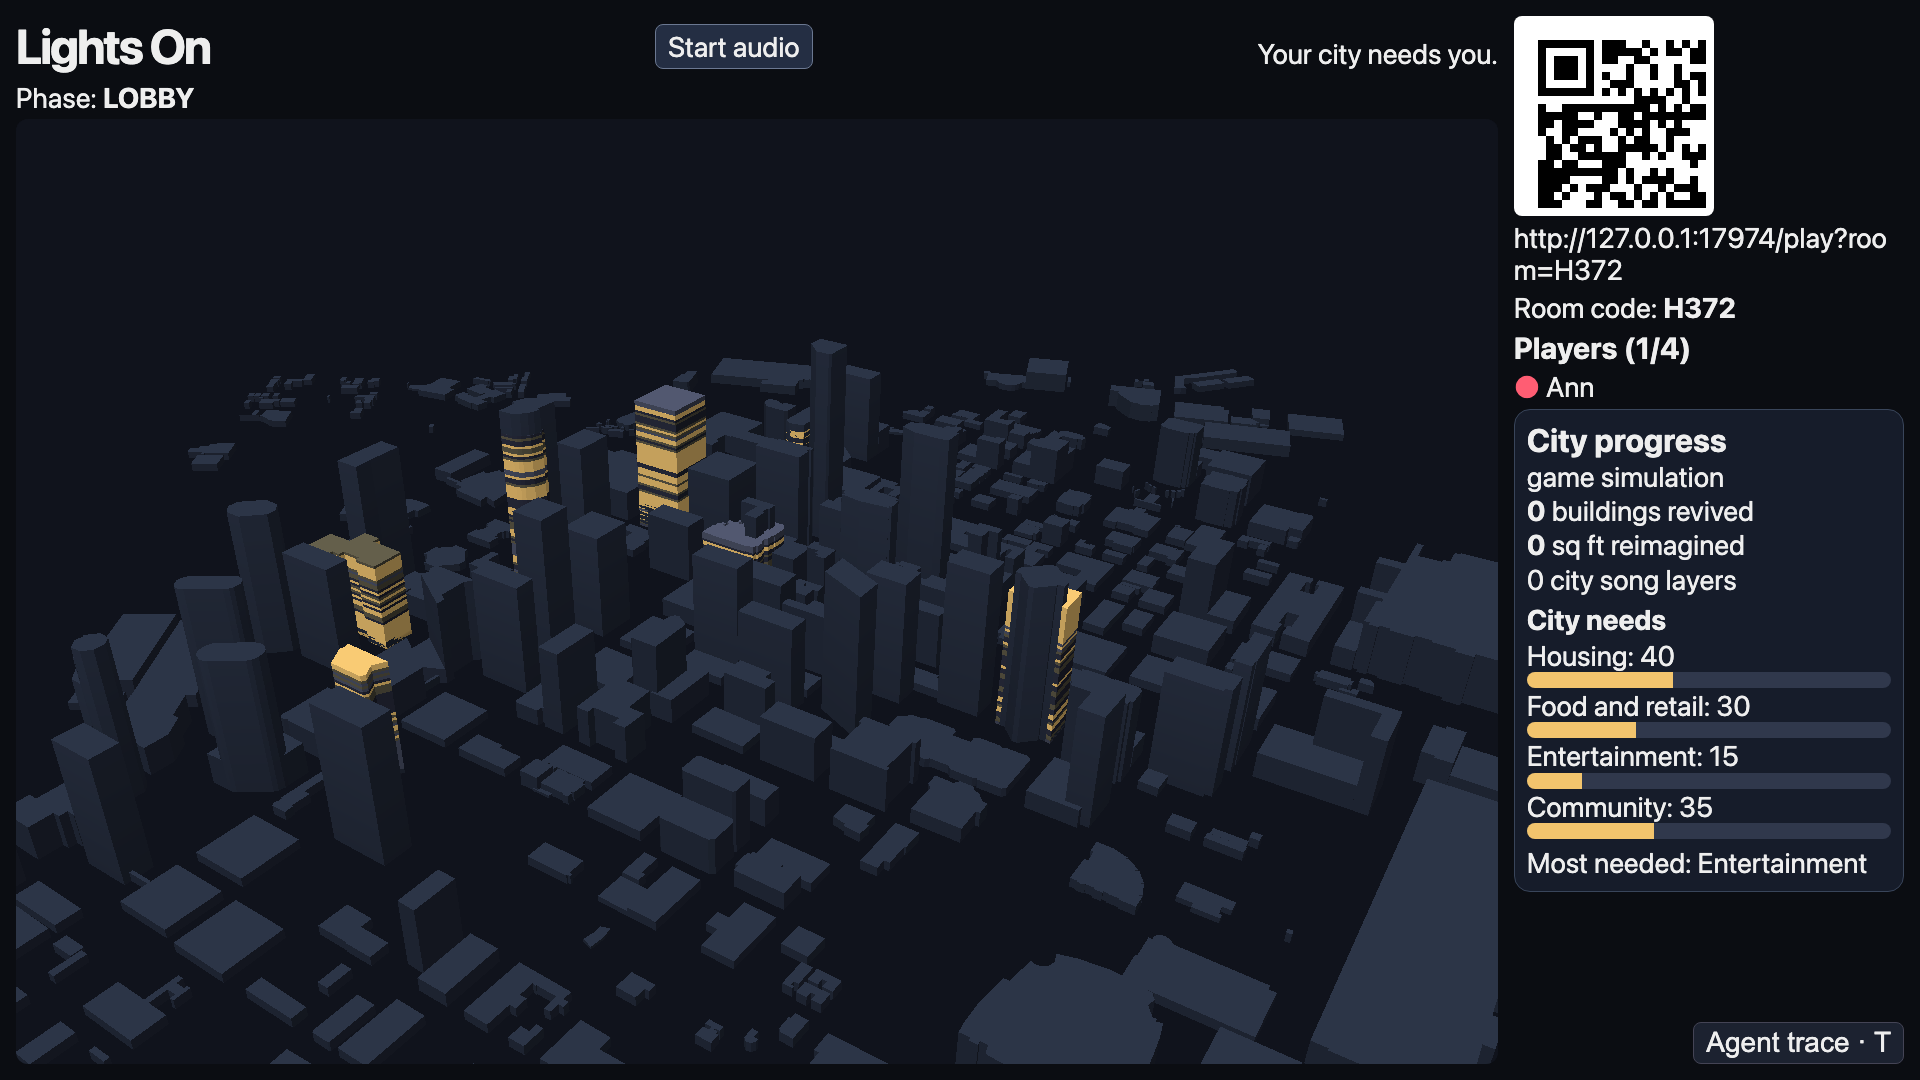 Lights On
Phase: LOBBY
Start audio
Your city needs you.
http://127.0.0.1:17974/play?roo
m=H372
Room code: H372
Players (1/4)
Ann
City progress
game simulation
0 buildings revived
0 sq ft reimagined
0 city song layers
City needs
Housing: 40
Food and retail: 30
Entertainment: 15
Community: 35
Most needed: Entertainment
Agent trace · T